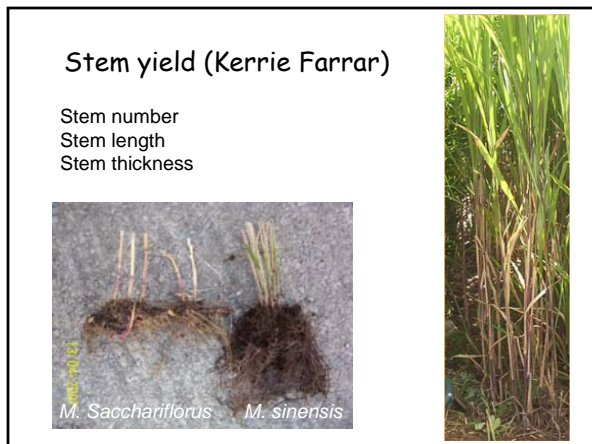 Stem yield (Kerrie Farrar)
Stem number
Stem length
Stem thickness
M. Sacchariflorus M. sinensis